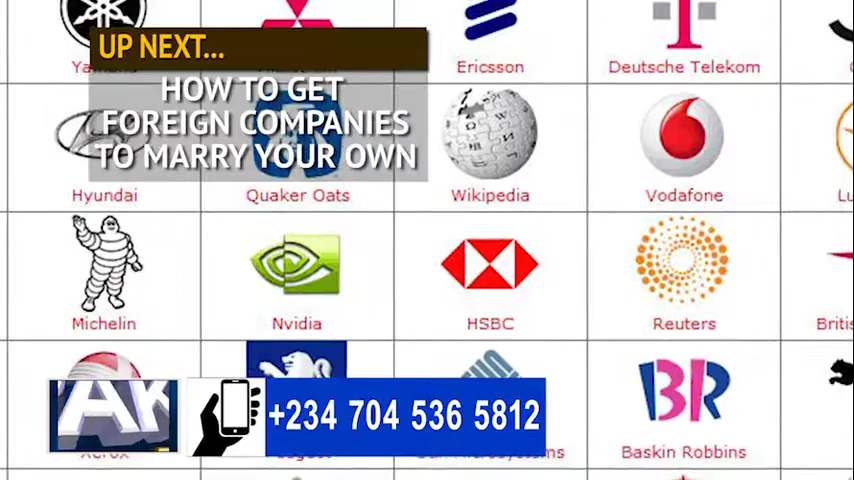 UP NEXT...
HOW TO GET
FOREIGN COMPANIES
TO MARRY YOUR OWN
Ericsson
Deutsche Telekom
Hyundai
Quaker Oats
Wikipedia
Vodafone
Michelin
Nvidia
HSBC
Reuters
BR
+234 704 536 5812
Baskin Robbins